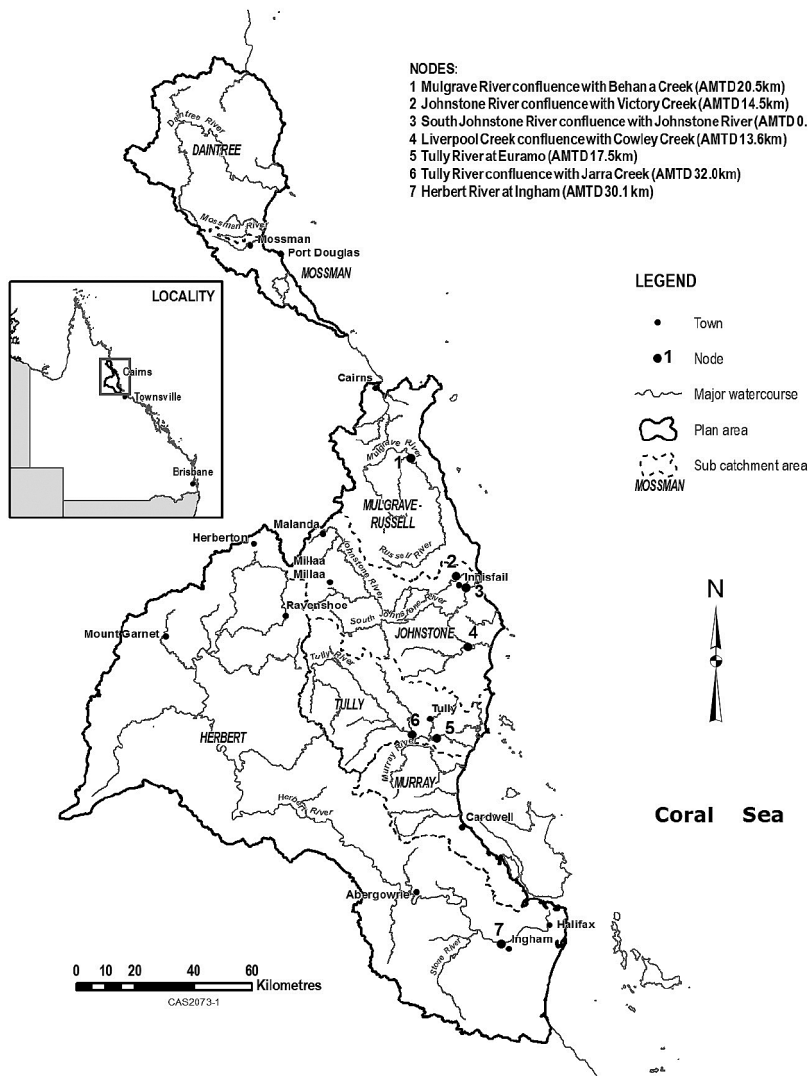 NODES:
1 Mulgrave River confluence with Behana Creek (AMTD 20.5km)
2 Johnstone River confluence with Victory Creek (AMTD 14.5km)
3 South Johnstone River confluence with Johnstone River (AMTD 0.
4 Liverpool Creek confluence with Cowley Creek (AMTD 13.6km)
5 Tully River at Euramo (AMTD 17.5km)
6 Tully River confluence with Jarra Creek (AMTD 32.0km)
7 Herbert River at Ingham (AMTD 30.1 km)
Daintree River
DAINTREE
Mossman River
Mossman
Port Douglas
MOSSMAN
LOCALITY
Cairns
Townsville
Brisbane
LEGEND
Town
1 Node
Major watercourse
Plan area
Sub catchment area
MOSSMAN
Cairns
Mulgrave River
1
MULGRAVE-
RUSSELL
Russell River
Malanda
Herberton
Millaa
Millaa
Johnstone River
2
Innisfail
3
Ravenshoe
South Johnstone River
JOHNSTONE
4
Mount Garnet
Tully River
TULLY
Tully
6
5
HERBERT
Murray River
MURRAY
Herbert River
Cardwell
Coral Sea
N
Abergowrie
Halifax
7
Ingham
Stone River
0 10 20 40 60
Kilometres
CAS2073-1